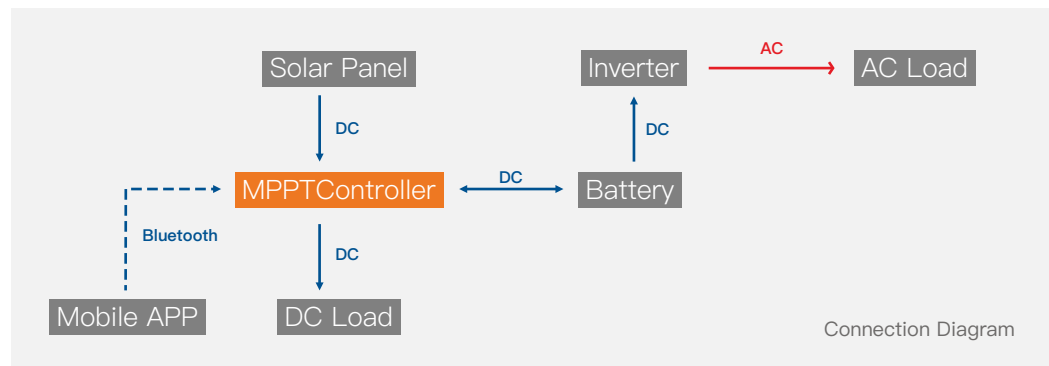 AC
Solar Panel
Inverter
AC Load
DC
DC
MPPTController
DC
Battery
Bluetooth
DC
Mobile APP
DC Load
Connection Diagram